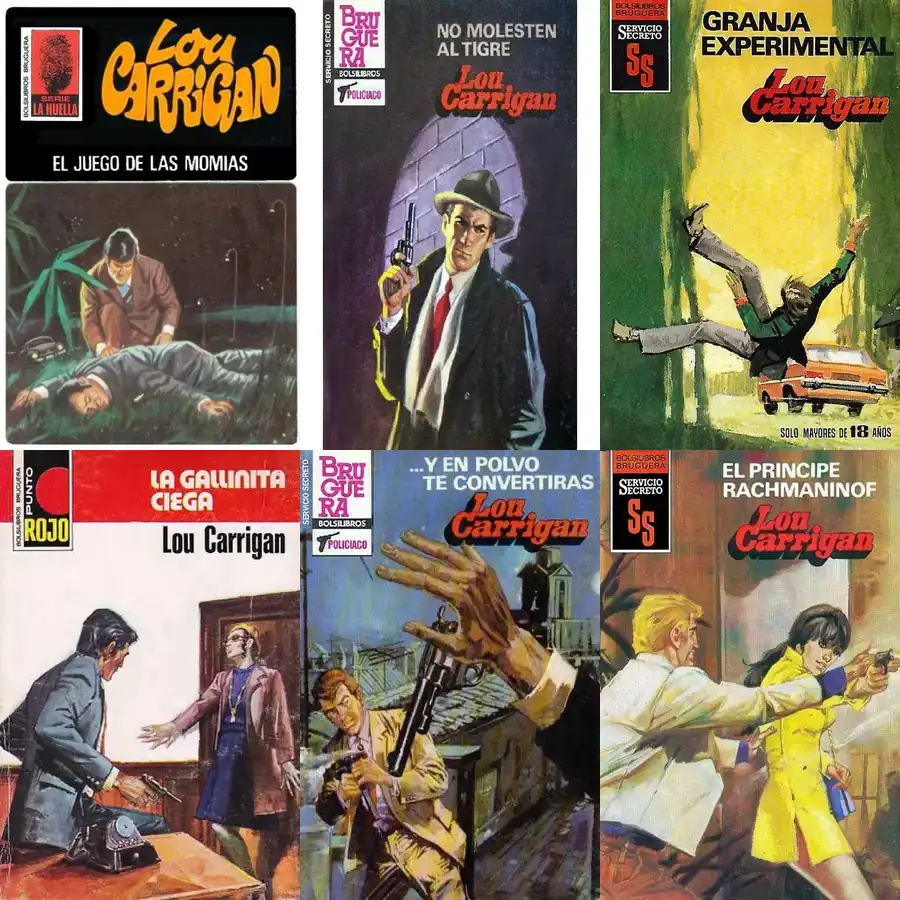 BOLSILIBROS BRUGUERA
SERIE
LA HUELLA
LOU
CARRIGAN
EL JUEGO DE LAS MOMIAS
SERVICIO SECRETO
BRU
GUE
RA
BOLSILIBROS
POLICIACO
NO MOLESTEN
AL TIGRE
Lou
Carrigan
BOLSILIBROS
BRUGUERA
SERVICIO
SECRETO
SS
GRANJA
EXPERIMENTAL
Lou
Carrigan
SOLO MAYORES DE 18 AÑOS
BOLSILIBROS BRUGUERA
PUNTO
ROJO
LA GALLINITA
CIEGA
Lou Carrigan
SERVICIO SECRETO
BRU
GUE
RA
BOLSILIBROS
POLICIACO
...Y EN POLVO
TE CONVERTIRAS
Lou
Carrigan
BOLSILIBROS
BRUGUERA
SERVICIO
SECRETO
SS
EL PRINCIPE
RACHMANINOF
Lou
Carrigan